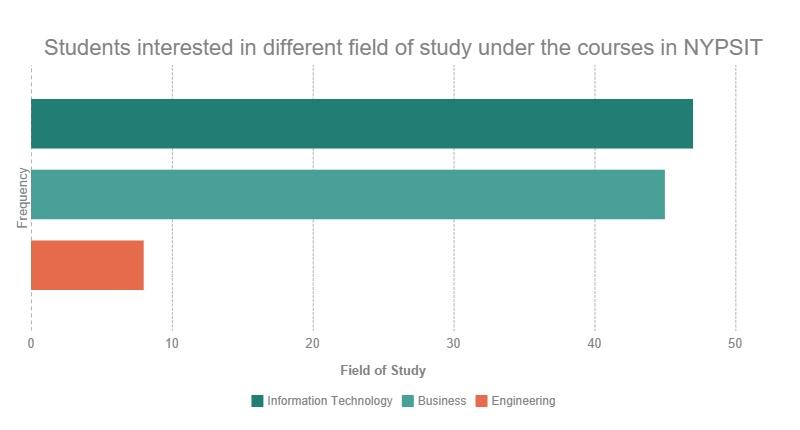 Students interested in different field of study under the courses in NYPSIT
Frequency
0 10 20 30 40 50
Field of Study
Information Technology Business Engineering